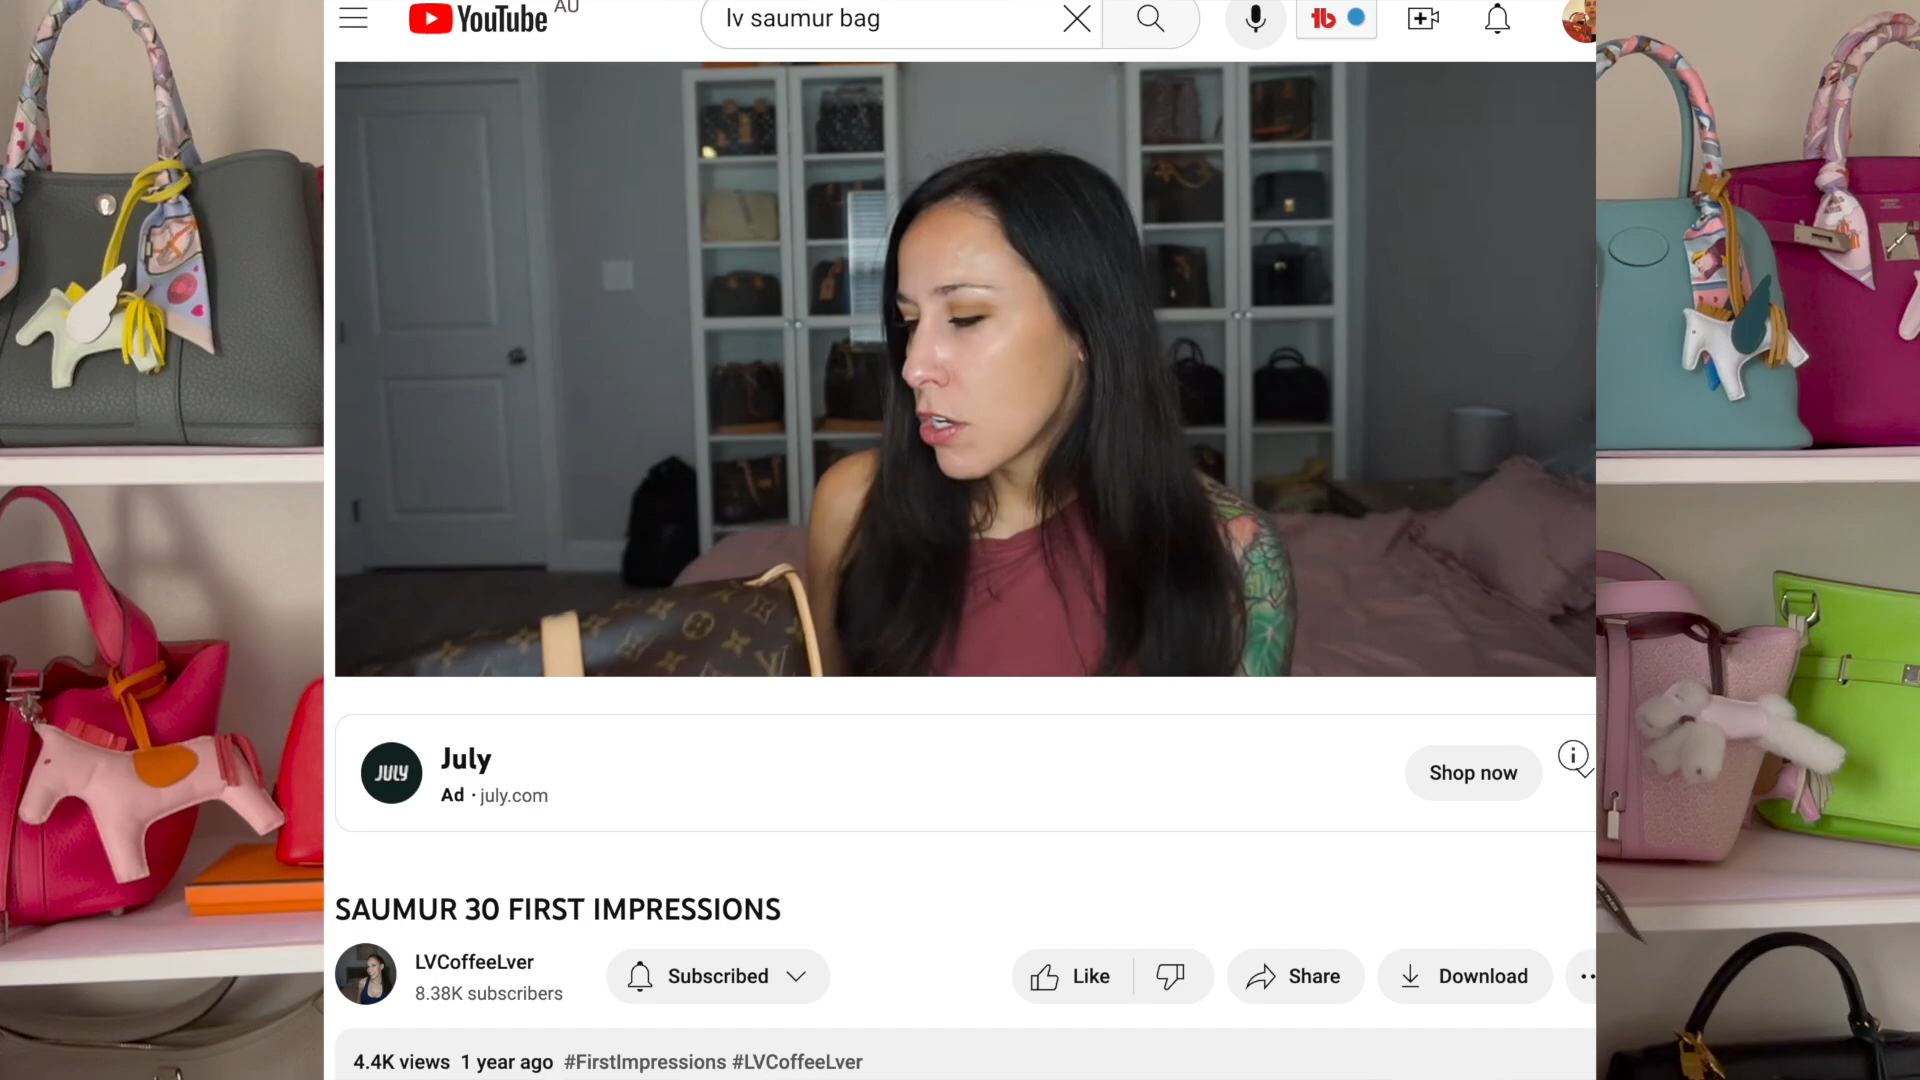 YouTube AU
lv saumur bag
JULY
July
Ad · july.com
Shop now
SAUMUR 30 FIRST IMPRESSIONS
LVCoffeeLver
8.38K subscribers
Subscribed
Like
Share
Download
4.4K views 1 year ago #FirstImpressions #LVCoffeeLver